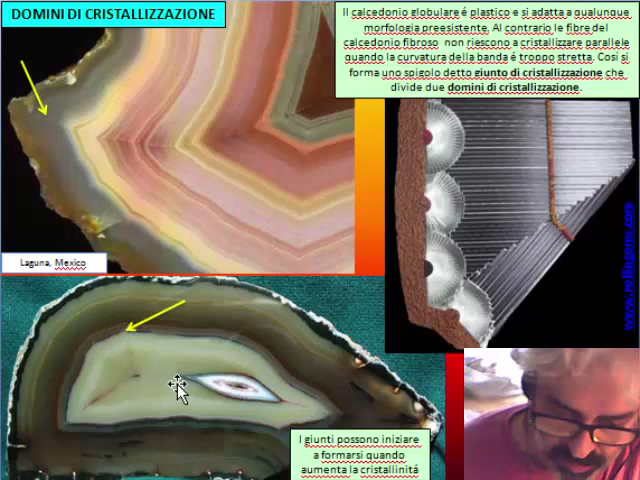 DOMINI DI CRISTALLIZZAZIONE
Il calcedonio globulare é plastico e si adatta a qualunque
morfologia preesistente. Al contrario le fibre del
calcedonio fibroso non riescono a cristallizzare parallele
quando la curvatura della banda é troppo stretta. Cosí si
forma uno spigolo detto giunto di cristallizzazione che
divide due domini di cristallizzazione.
Laguna, Mexico
I giunti possono iniziare
a formarsi quando
aumenta la cristallinitá